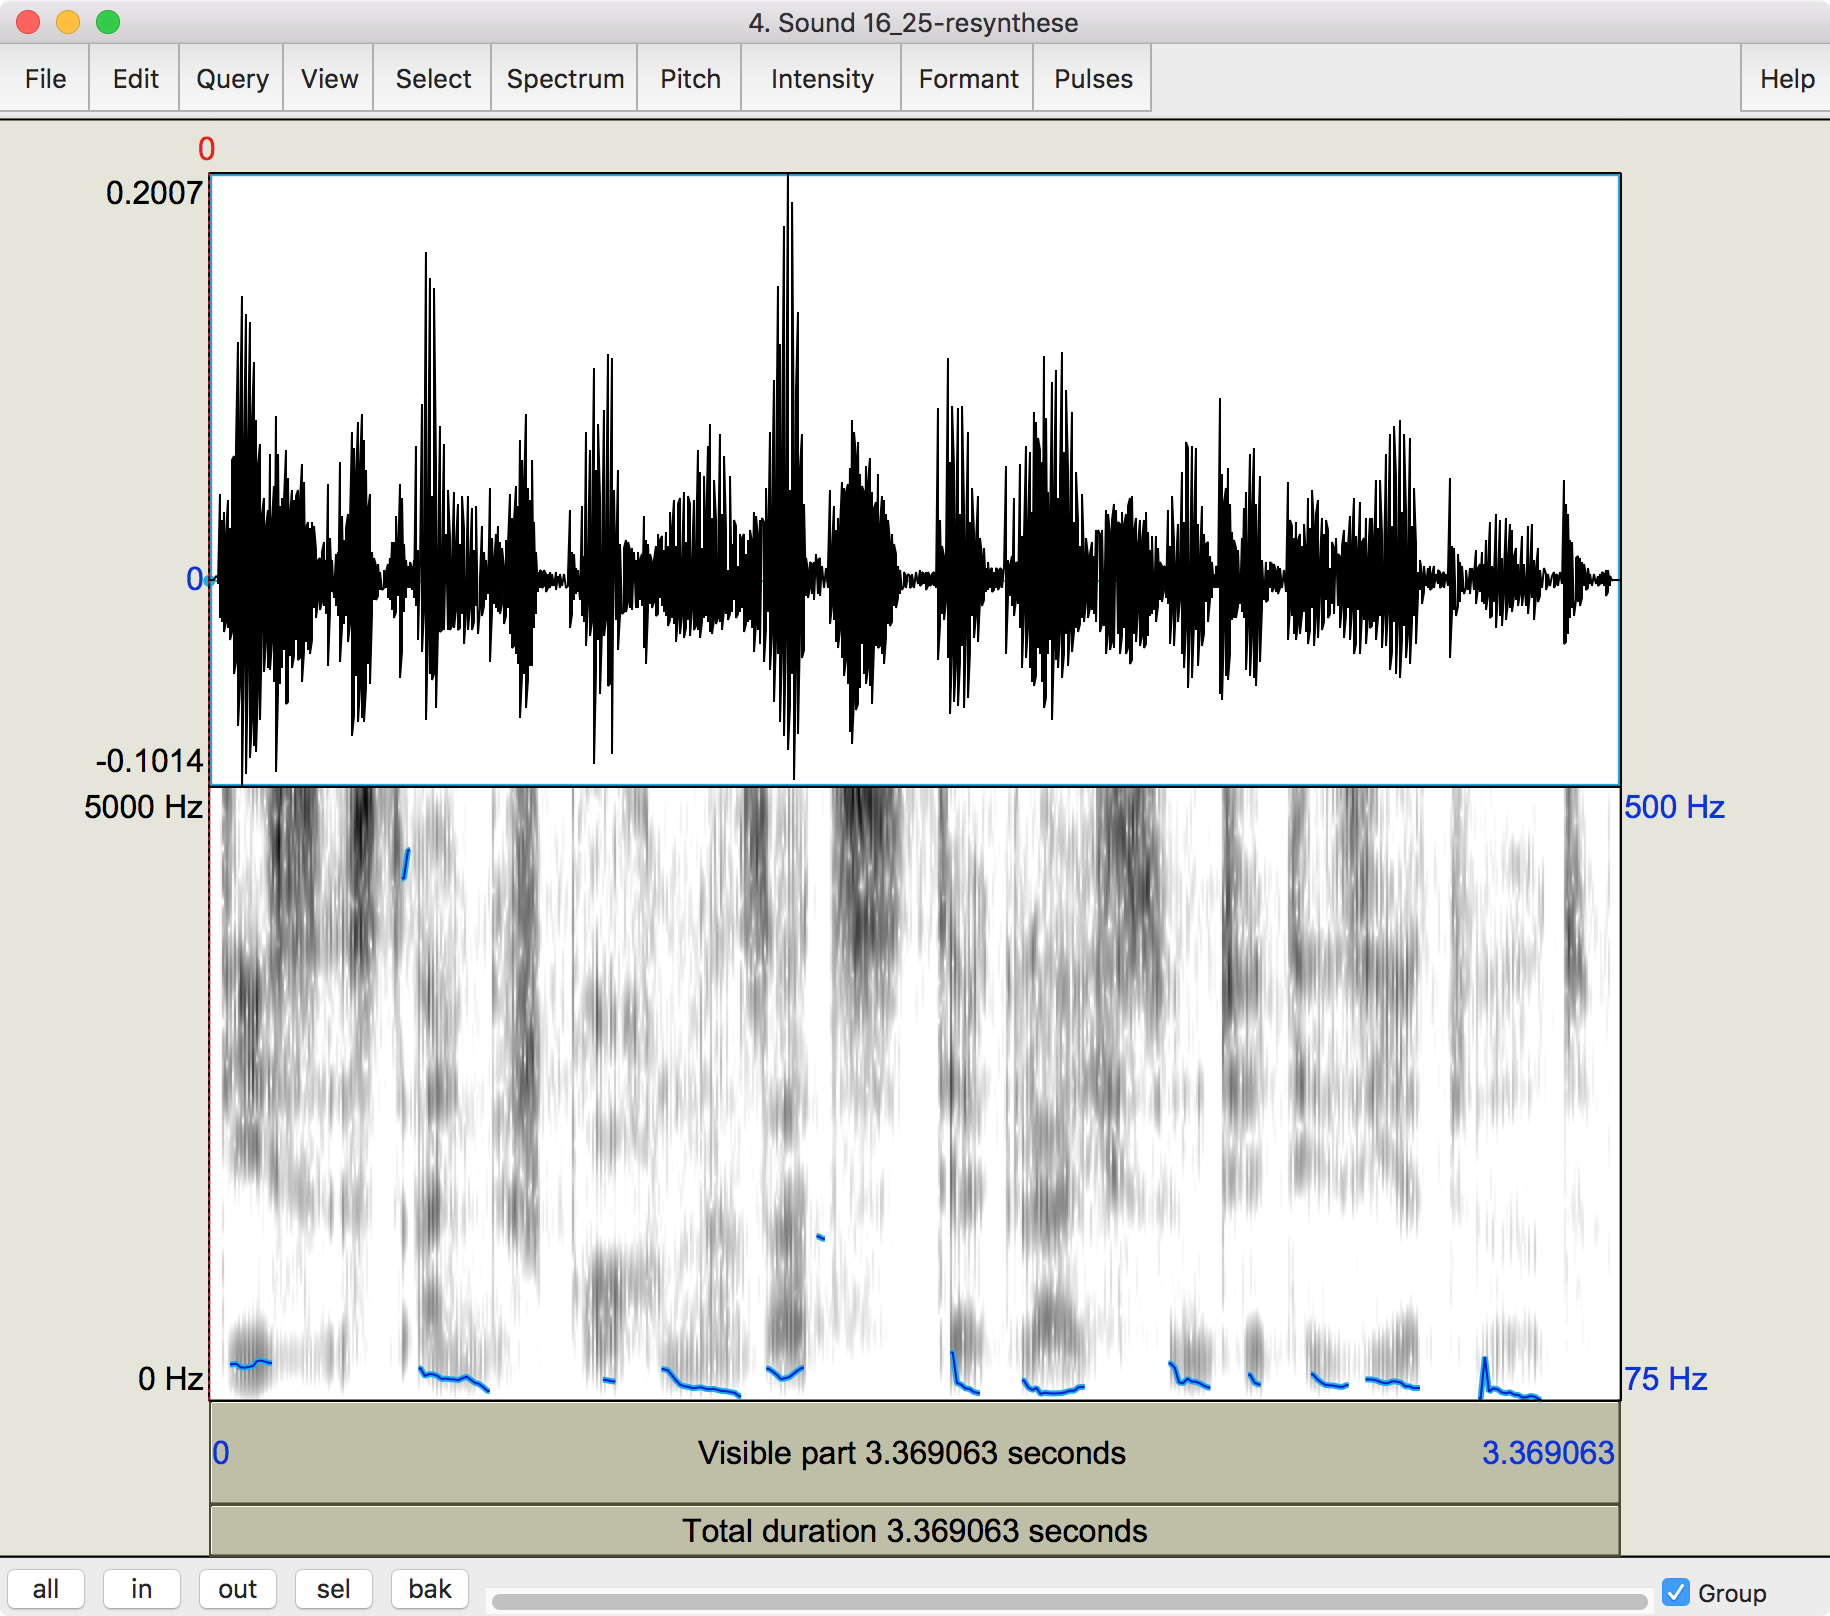 4. Sound 16_25-resynthese
File Edit Query View Select Spectrum Pitch Intensity Formant Pulses Help
0
0.2007
0
-0.1014
5000 Hz 500 Hz
0 Hz 75 Hz
0 Visible part 3.369063 seconds 3.369063
Total duration 3.369063 seconds
all in out sel bak Group